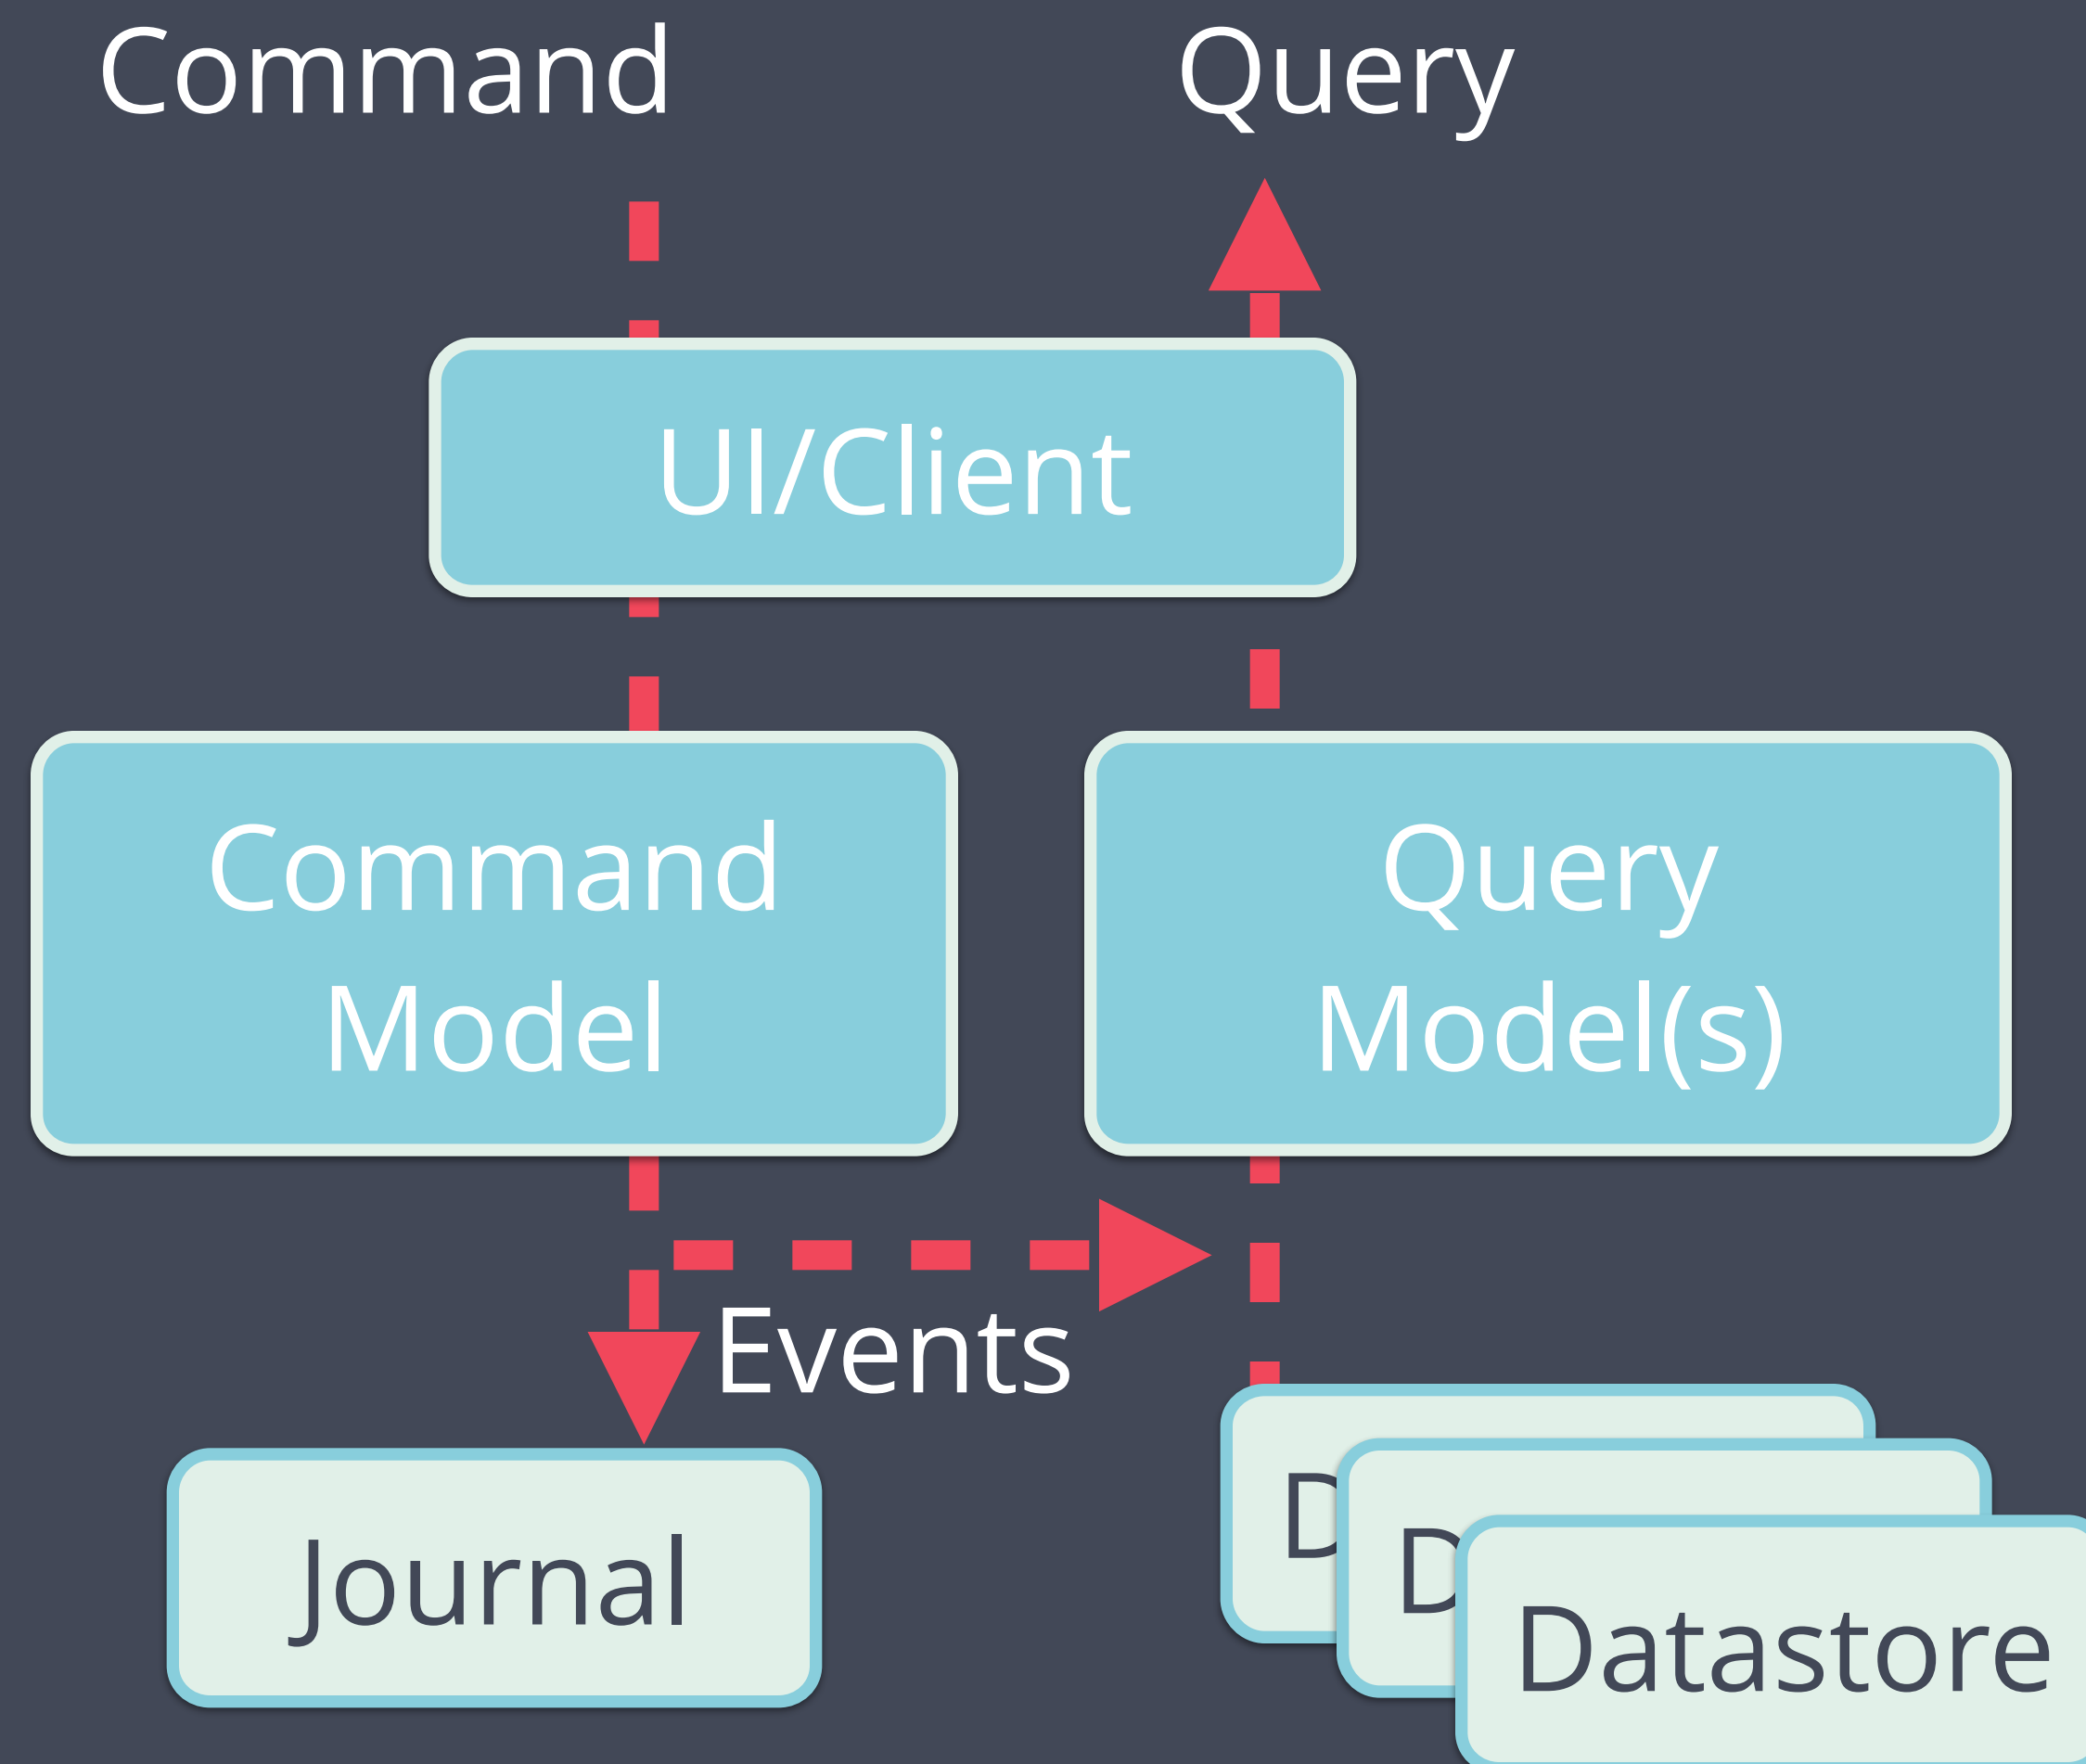 Command
Query
UI/Client
Command
Model
Query
Model(s)
Events
Journal
D
D
Datastore